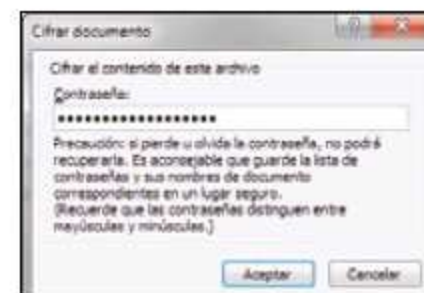 Cifrar documento
Cifrar el contenido de este archivo
Contraseña:
••••••••••••••••••
Precaución: si pierde u olvida la contraseña, no podrá
recuperarla. Es aconsejable que guarde la lista de
contraseñas y sus nombres de documento
correspondientes en un lugar seguro.
(Recuerde que las contraseñas distinguen entre
mayúsculas y minúsculas.)
Aceptar Cancelar